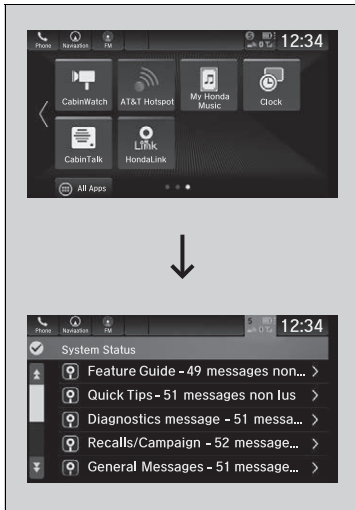 Phone
Navigation
FM
12:34
CabinWatch
AT&T Hotspot
My Honda
Music
Clock
CabinTalk
Link
HondaLink
All Apps
Phone
Navigation
FM
12:34
System Status
Feature Guide - 49 messages non...
Quick Tips - 51 messages non lus
Diagnostics message - 51 messa...
Recalls/Campaign - 52 message...
General Messages - 51 message...